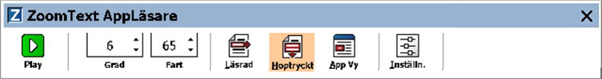 ZoomText AppLäsare
6 65
Play Grad Fart Läsrad Hoptryckt App Vy Inställn.